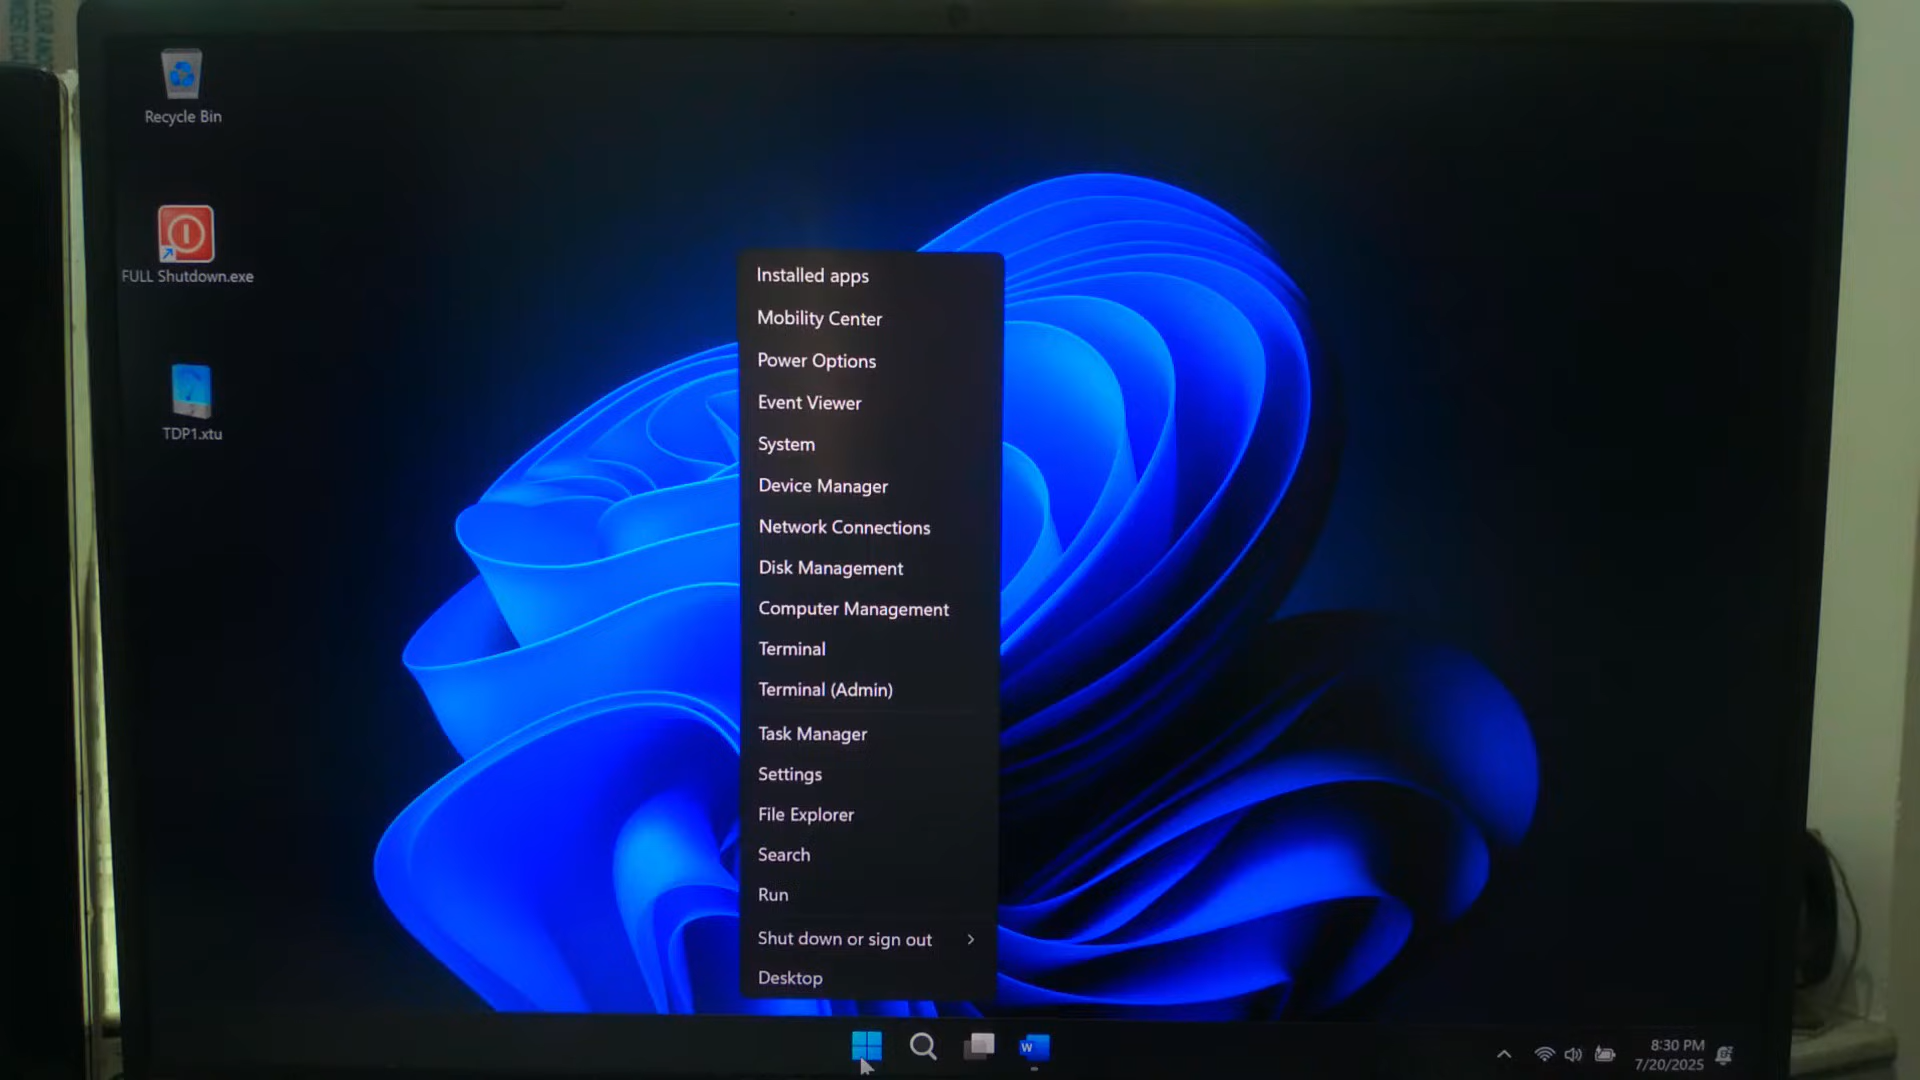 Recycle Bin
FULL Shutdown.exe
TDP1.xtu
Installed apps
Mobility Center
Power Options
Event Viewer
System
Device Manager
Network Connections
Disk Management
Computer Management
Terminal
Terminal (Admin)
Task Manager
Settings
File Explorer
Search
Run
Shut down or sign out
Desktop
W
8:30 PM
7/20/2025